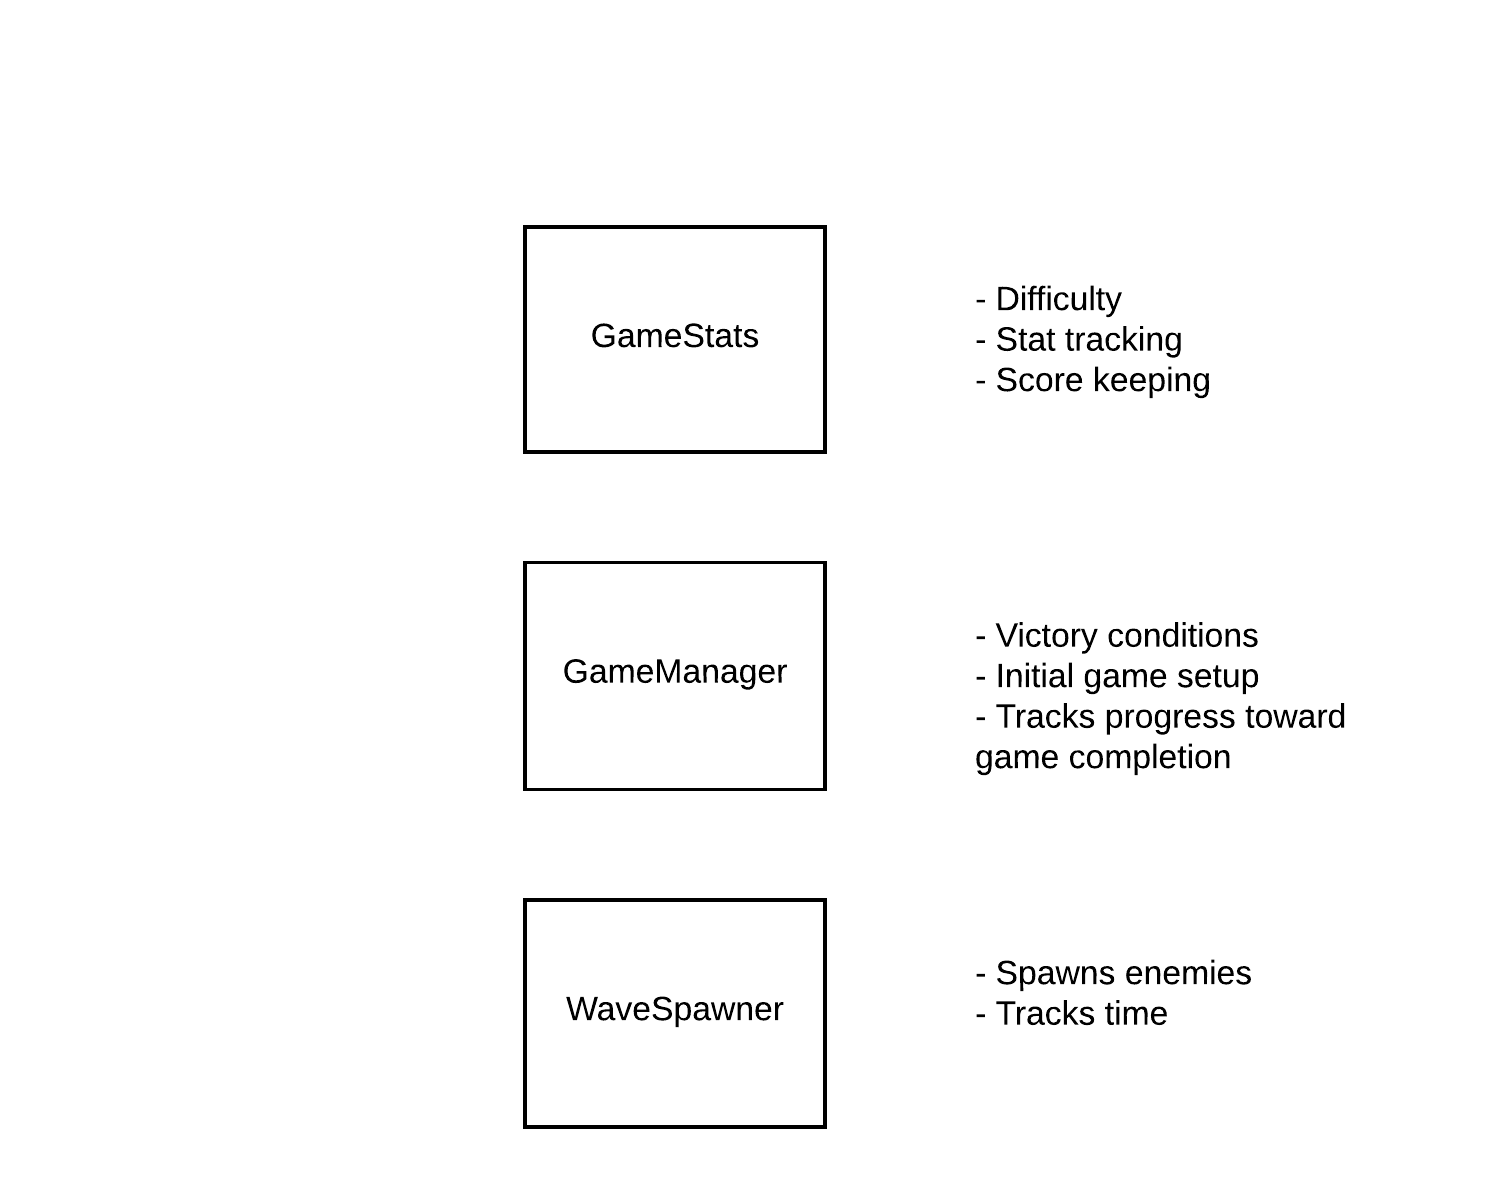 GameStats
- Difficulty
- Stat tracking
- Score keeping
GameManager
- Victory conditions
- Initial game setup
- Tracks progress toward
game completion
WaveSpawner
- Spawns enemies
- Tracks time